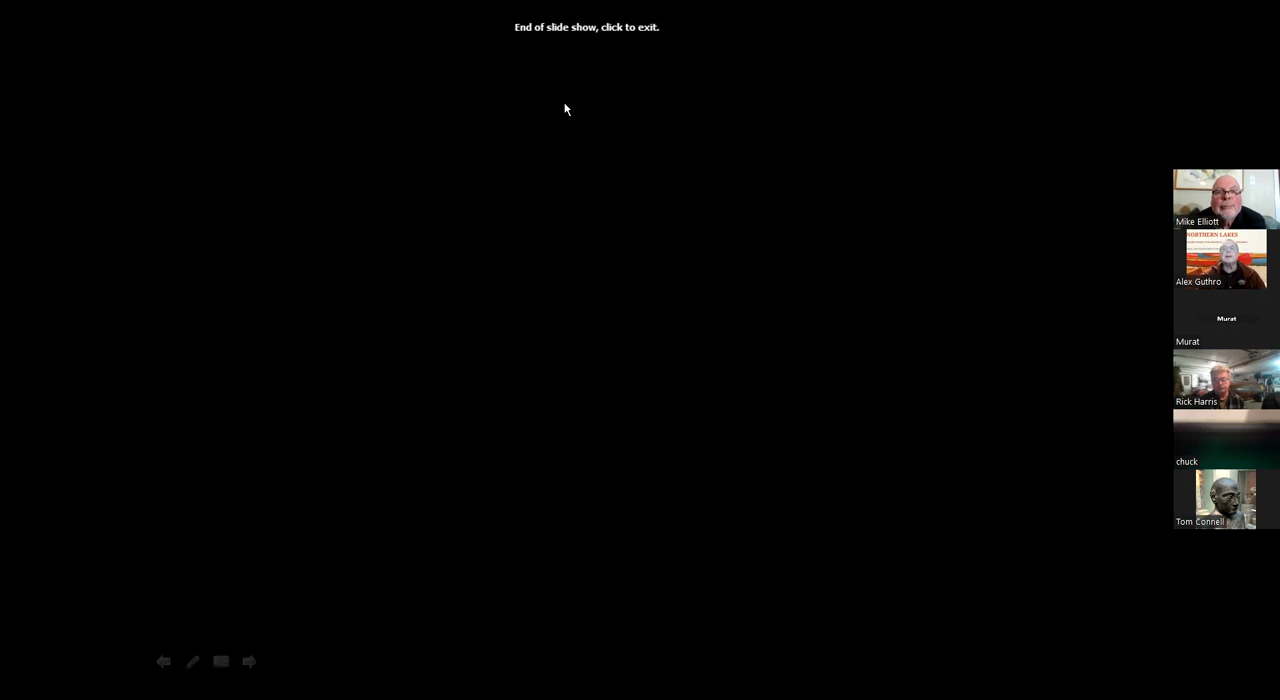 End of slide show, click to exit.
Mike Elliott
NORTHERN LAKES
Alex Guthro
Murat
Murat
Rick Harris
chuck
Tom Connell